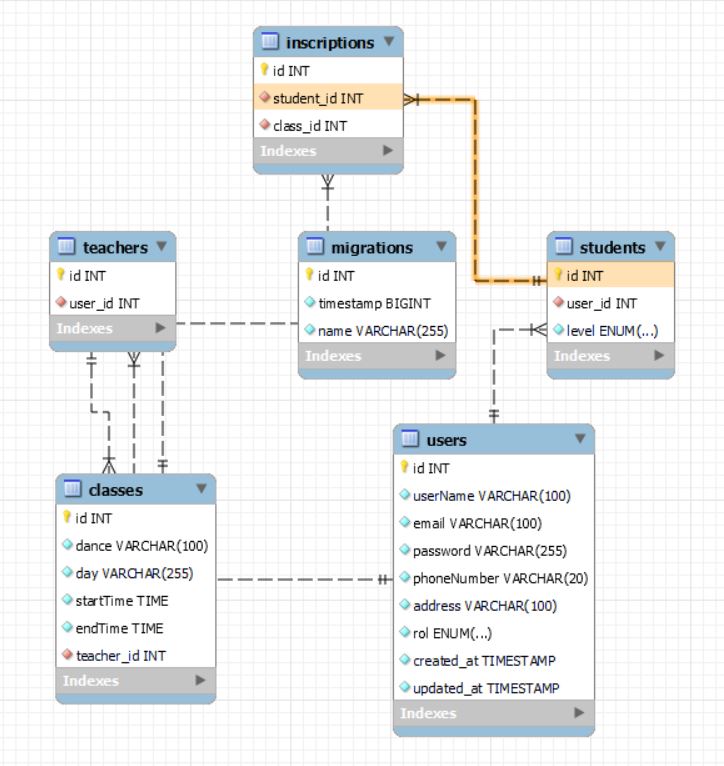 inscriptions
id INT
student_id INT
class_id INT
Indexes
teachers
id INT
user_id INT
Indexes
migrations
id INT
timestamp BIGINT
name VARCHAR(255)
Indexes
students
id INT
user_id INT
level ENUM(...)
Indexes
classes
id INT
dance VARCHAR(100)
day VARCHAR(255)
startTime TIME
endTime TIME
teacher_id INT
Indexes
users
id INT
userName VARCHAR(100)
email VARCHAR(100)
password VARCHAR(255)
phoneNumber VARCHAR(20)
address VARCHAR(100)
rol ENUM(...)
created_at TIMESTAMP
updated_at TIMESTAMP
Indexes